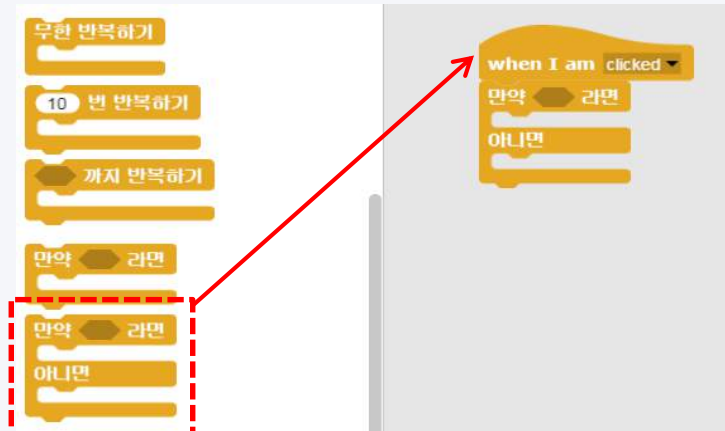 무한 반복하기
10 번 반복하기
까지 반복하기
만약 라면
만약 라면
아니면
when I am clicked
만약 라면
아니면